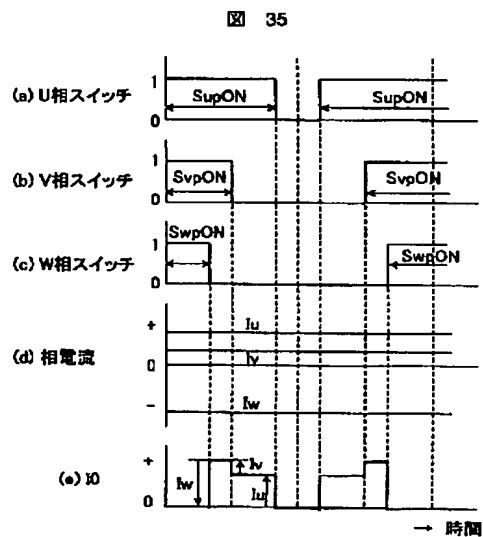 図 35
(a) U相スイッチ
1
0
SupON
SupON
(b) V相スイッチ
1
0
SvpON
SvpON
(c) W相スイッチ
1
0
SwpON
SwpON
(d) 相電流
+
0
−
Iu
Iv
Iw
(e) I0
+
0
Iw
Iv
Iu
→ 時間